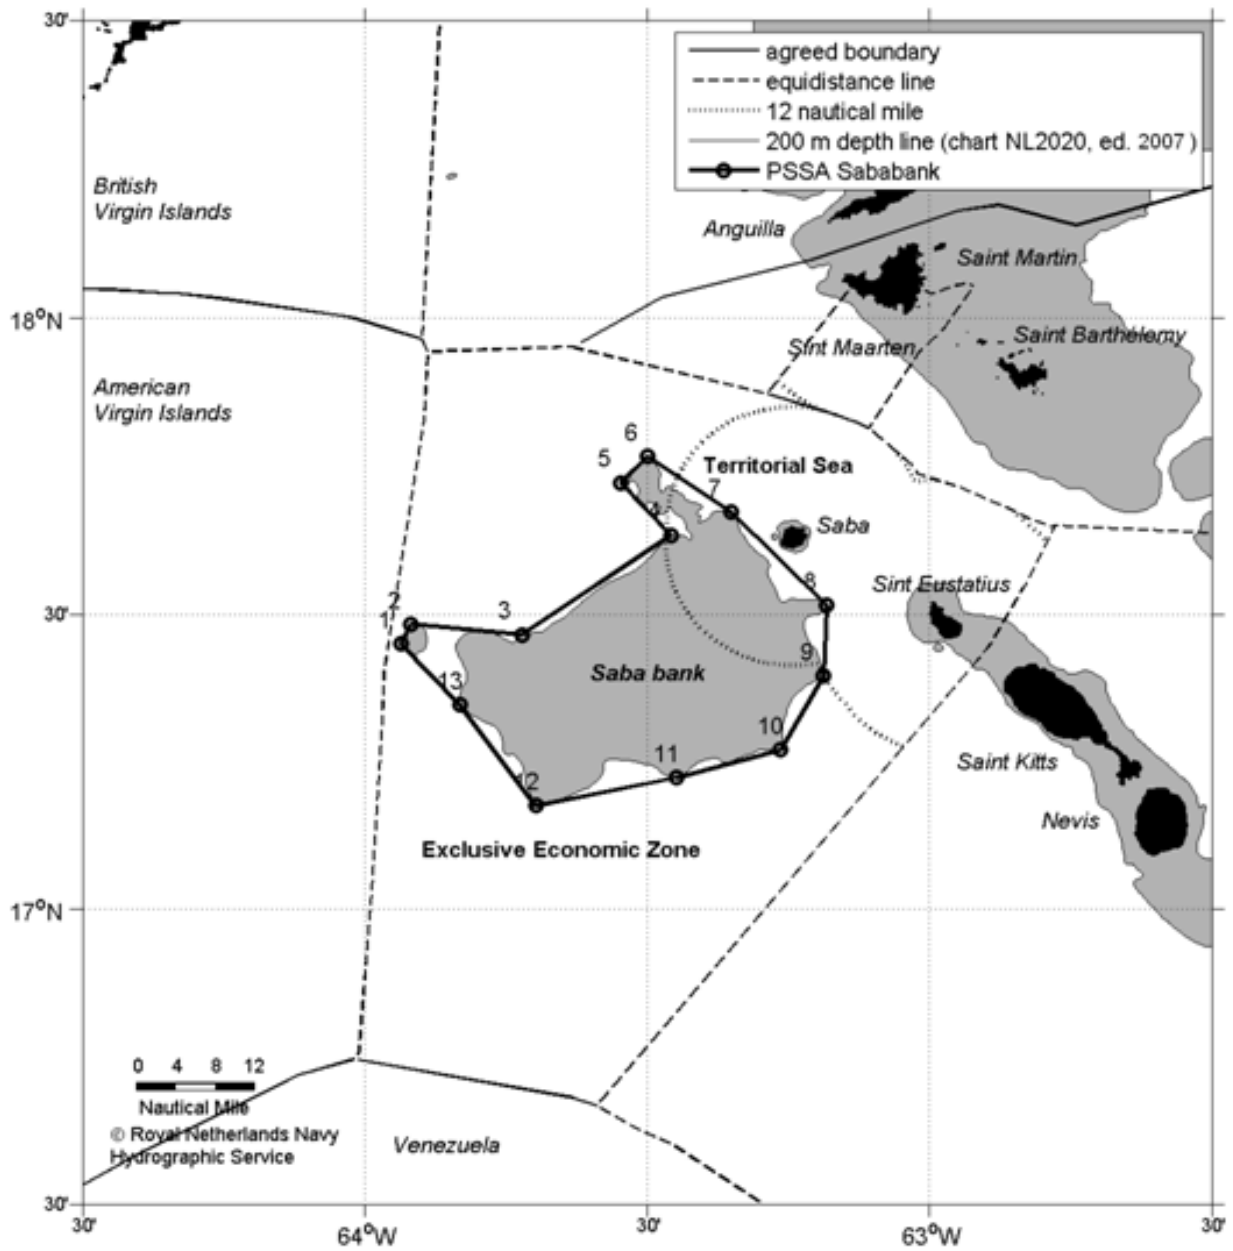 30'
agreed boundary
equidistance line
12 nautical mile
200 m depth line (chart NL2020, ed. 2007 )
PSSA Sababank
British
Virgin Islands
Anguilla
Saint Martin
18°N
Sint Maarten
Saint Barthelemy
American
Virgin Islands
6
5
Territorial Sea
7
4
Saba
8
Sint Eustatius
30'
2
1
3
9
Saba bank
13
10
11
12
Saint Kitts
Nevis
Exclusive Economic Zone
17°N
0 4 8 12
Nautical Mile
© Royal Netherlands Navy
Hydrographic Service
Venezuela
30'
30' 64°W 30' 63°W 30'